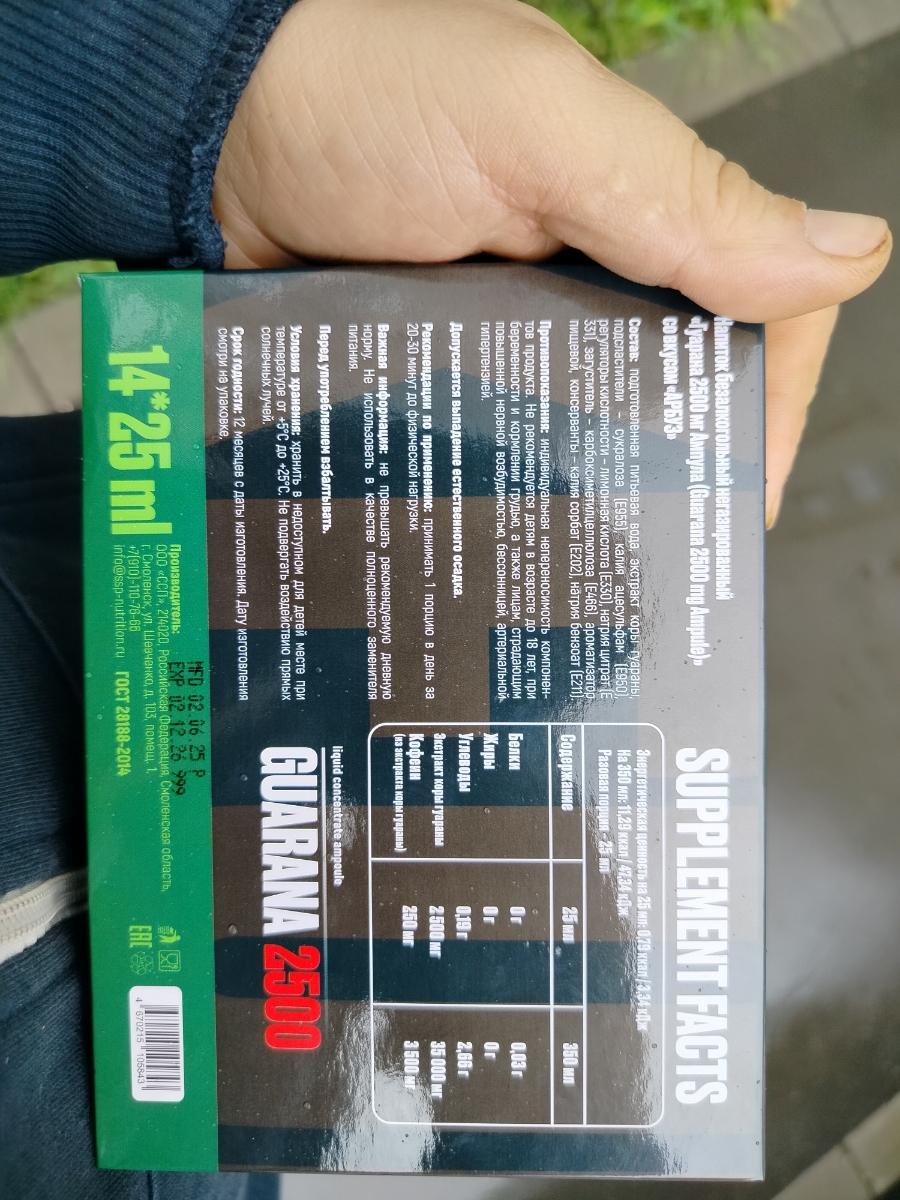 Напиток безалкогольный негазированный
«Гуарана 2500 мг Ампула (Guarana 2500 mg Ampule)»
со вкусом «АРБУЗ»
Состав: подготовленная питьевая вода, экстракт коры гуараны,
подсластители – сукралоза (E955), калия ацесульфам (E950),
регуляторы кислотности – лимонная кислота (E330), натрия цитрат (E
331), загуститель – карбоксиметилцеллюлоза (E466), ароматизатор
пищевой, консерванты – калия сорбат (E202), натрия бензоат (E211).
Противопоказания: индивидуальная непереносимость компонен-
тов продукта. Не рекомендуется детям в возрасте до 18 лет, при
беременности и кормлении грудью, а также лицам, страдающим
повышенной нервной возбудимостью, бессонницей, артериальной
гипертензией.
Допускается выпадение естественного осадка.
Рекомендации по применению: принимать 1 порцию в день за
20-30 минут до физической нагрузки.
Важная информация: не превышать рекомендуемую дневную
норму. Не использовать в качестве полноценного заменителя
питания.
Перед употреблением взбалтывать.
Условия хранения: хранить в недоступном для детей месте при
температуре от +5°C до +25°C. Не подвергать воздействию прямых
солнечных лучей.
Срок годности: 12 месяцев с даты изготовления. Дату изготовления
смотри на упаковке.
SUPPLEMENT FACTS
Энергетическая ценность на 25 мл: 0,79 ккал / 3,34 кДж
На 350 мл: 11,29 ккал / 47,34 кДж
Разовая порция - 25 мл
Содержание 25 мл 350 мл
Белки 0 г 0,03 г
Жиры 0 г 0 г
Углеводы 0,19 г 2,66 г
Экстракт коры гуараны 2 500 мг 35 000 мг
Кофеин 250 мг 3 500 мг
(из экстракта коры гуараны)
liquid concentrate ampoule
GUARANA 2500
14*25 ml
Производитель:
ООО «ССП», 214020, Российская Федерация, Смоленская область,
г. Смоленск, ул. Шевченко, д. 103, помещ. 1,
+7(910)-110-76-66
info@ssp-nutrition.ru ГОСТ 28188-2014
MFD 02.06.25 P
EXP 02.12.26 999
EAC
4 670215 106843